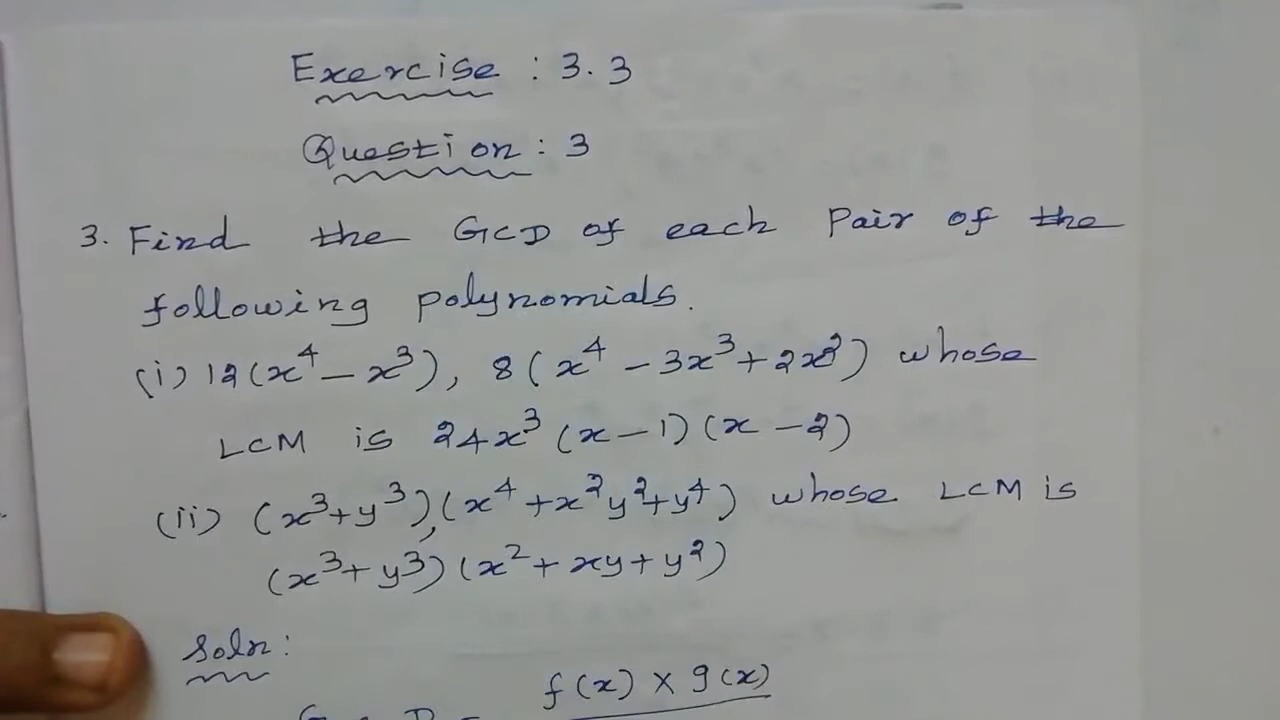 Exercise : 3.3
Question : 3
3. Find the GCD of each Pair of the
following polynomials.
(i) 12(x⁴ – x³), 8(x⁴ – 3x³ + 2x²) whose
LCM is 24x³ (x – 1) (x – 2)
(ii) (x³+y³),(x⁴ + x²y²+y⁴) whose LCM is
(x³+ y³) (x² + xy + y²)
Soln:
f(x) × g(x)